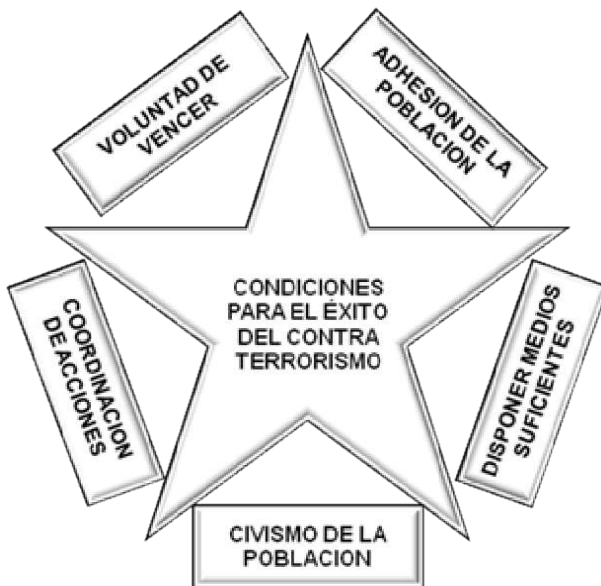 VOLUNTAD DE
VENCER
ADHESION DE LA
POBLACION
CONDICIONES
PARA EL ÉXITO
DEL CONTRA
TERRORISMO
COORDINACION
DE ACCIONES
DISPONER MEDIOS
SUFICIENTES
CIVISMO DE LA
POBLACION